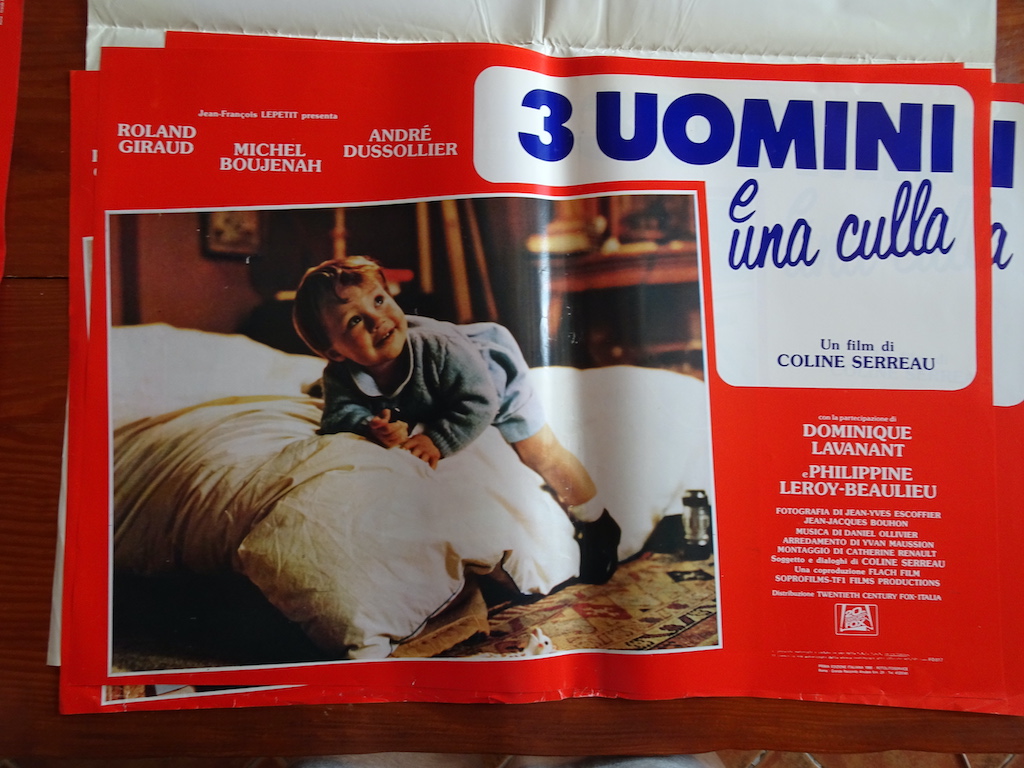 Jean-François LEPETIT presenta
ROLAND
GIRAUD
MICHEL
BOUJENAH
ANDRÉ
DUSSOLLIER
3 UOMINI
e
una culla
Un film di
COLINE SERREAU
con la partecipazione di
DOMINIQUE
LAVANANT
e PHILIPPINE
LEROY-BEAULIEU
FOTOGRAFIA DI JEAN-YVES ESCOFFIER
JEAN-JACQUES BOUHON
MUSICA DI DANIEL OLLIVIER
ARREDAMENTO DI YVAN MAUSSION
MONTAGGIO DI CATHERINE RENAULT
Soggetto e dialoghi di COLINE SERREAU
Una coproduzione FLACH FILM
SOPROFILMS-TF1 FILMS PRODUCTIONS
Distribuzione TWENTIETH CENTURY FOX-ITALIA